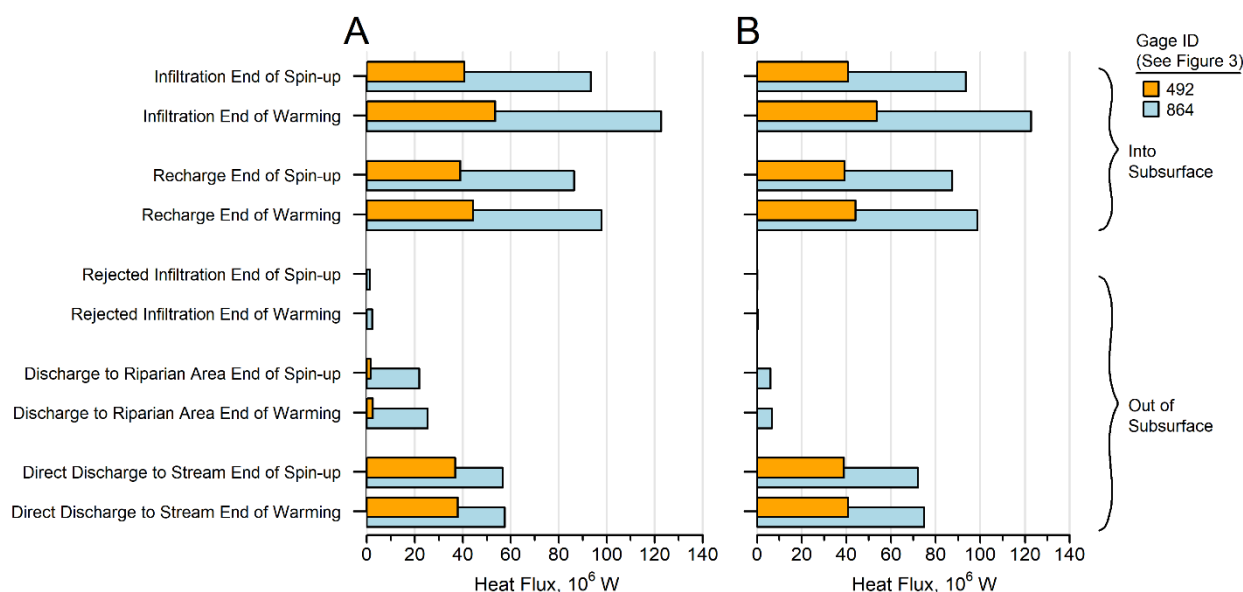 A
B
Gage ID
(See Figure 3)
492
864
Infiltration End of Spin-up
Infiltration End of Warming
Recharge End of Spin-up
Recharge End of Warming
Rejected Infiltration End of Spin-up
Rejected Infiltration End of Warming
Discharge to Riparian Area End of Spin-up
Discharge to Riparian Area End of Warming
Direct Discharge to Stream End of Spin-up
Direct Discharge to Stream End of Warming
Into
Subsurface
Out of
Subsurface
0 20 40 60 80 100 120 140
0 20 40 60 80 100 120 140
Heat Flux, 10⁶ W
Heat Flux, 10⁶ W